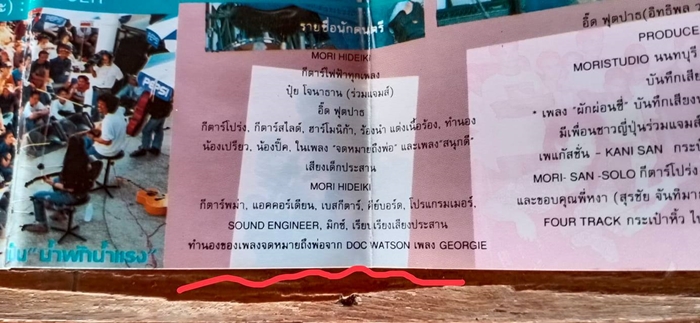 รายชื่อนักดนตรี
MORI HIDEIKI
กีตาร์ไฟฟ้าทุกเพลง
ปุ๋ย โจนาธาน (ร่วมแจมส์)
อี๊ด ฟุตปาธ
กีตาร์โปร่ง, กีตาร์สไลด์, ฮาร์โมนิก้า, ร้องนำ แต่งเนื้อร้อง, ทำนอง
น้องเปรียว, น้องปิ๊ค, ในเพลง "จดหมายถึงพ่อ" และเพลง"สนุกดี"
เสียงเด็กประสาน
MORI HIDEIKI
กีตาร์พม่า, แอคคอร์เดียน, เบสกีตาร์, คีย์บอร์ด, โปรแกรมเมอร์,
SOUND ENGINEER, มิกซ์, เรียบเรียงเสียงประสาน
ทำนองของเพลงจดหมายถึงพ่อจาก DOC WATSON เพลง GEORGIE
อี๊ด ฟุตปาธ(อิทธิพล
PRODUCE
MORISTUDIO นนทบุรี
บันทึกเสีย
" เพลง "ผักผ่อนซี่" บันทึกเสีย
มีเพื่อนชาวญี่ปุ่นร่วมแจมส์
เพแกัสชั่น - KANI SAN กระป
MORI- SAN -SOLO กีตาร์โปร่ง
และขอบคุณพี่หงา (สุรชัย จันทิมา
FOUR TRACK กระเป๋าหิ้ว
"น้ำพักน้ำแรง"
PEPSI
PEPSI